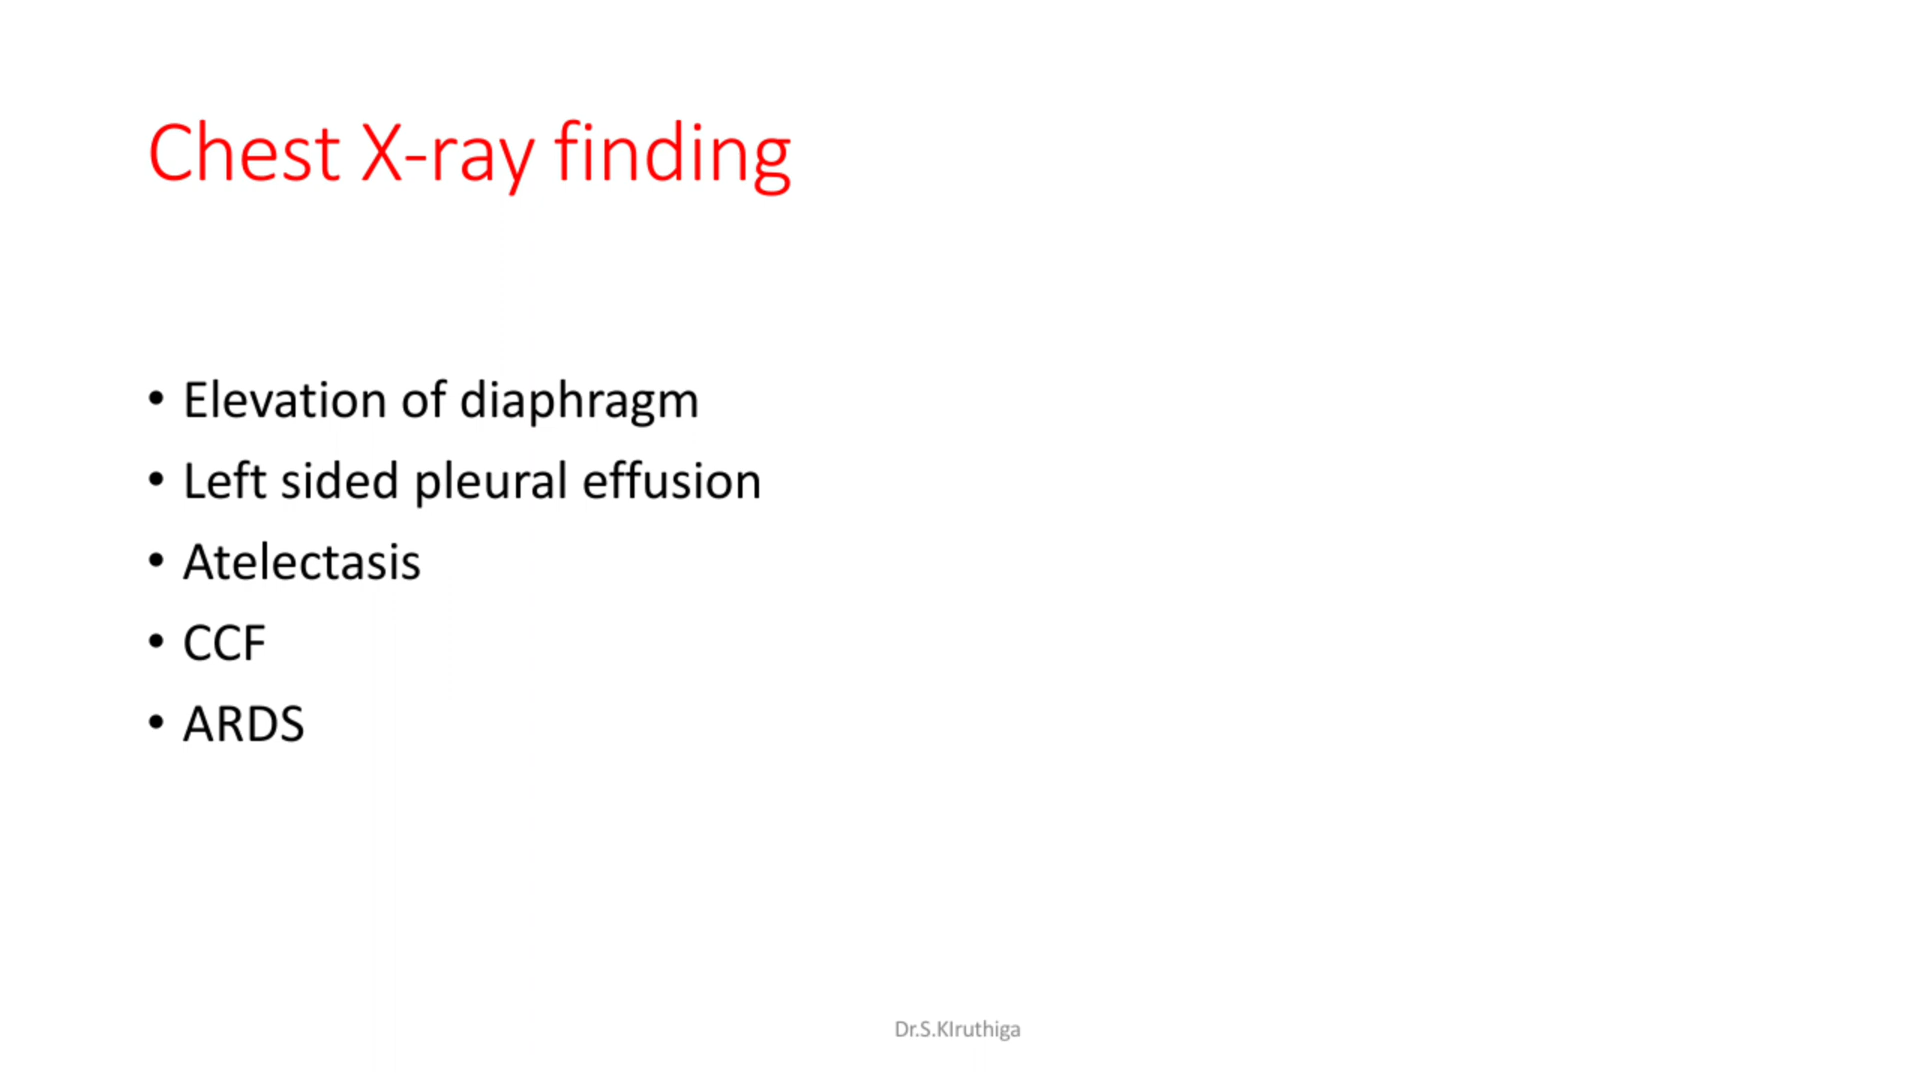 Chest X-ray finding
• Elevation of diaphragm
• Left sided pleural effusion
• Atelectasis
• CCF
• ARDS
Dr.S.KIruthiga